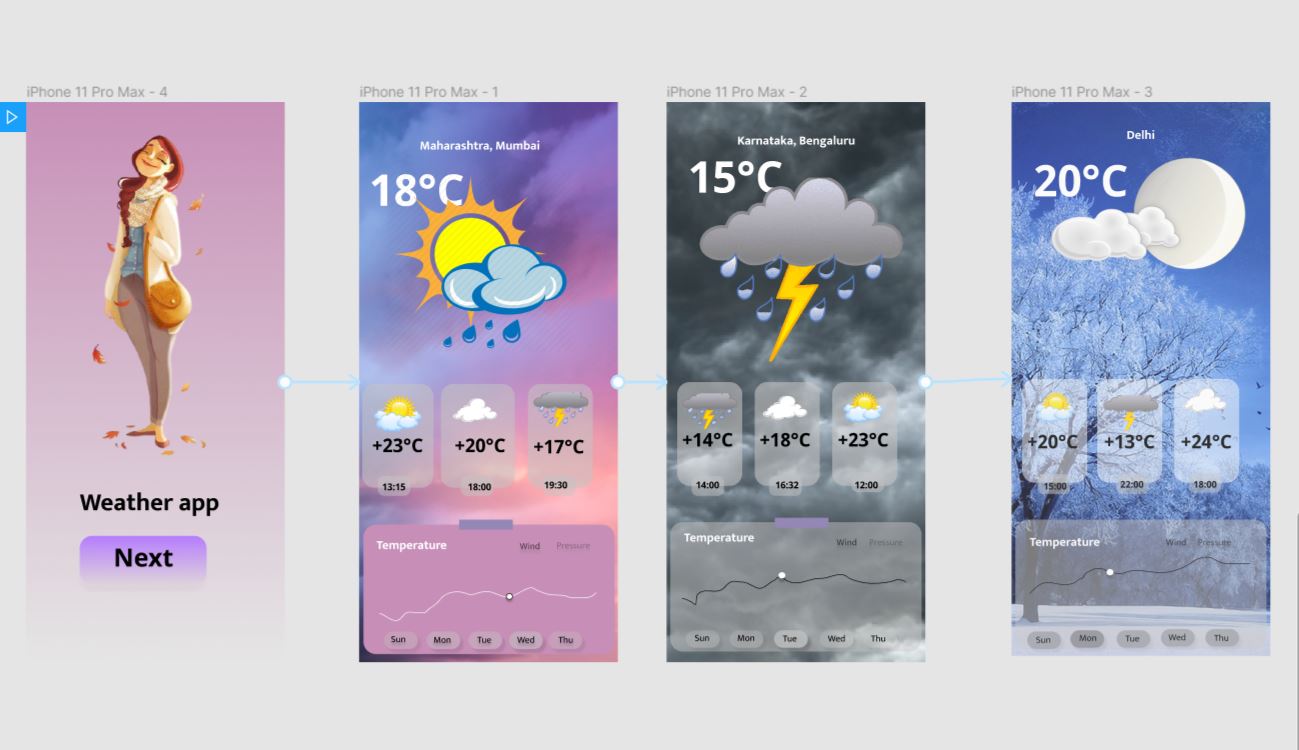 iPhone 11 Pro Max - 4
Weather app
Next
iPhone 11 Pro Max - 1
Maharashtra, Mumbai
18°C
+23°C +20°C +17°C
13:15 18:00 19:30
Temperature Wind Pressure
Sun Mon Tue Wed Thu
iPhone 11 Pro Max - 2
Karnataka, Bengaluru
15°C
+14°C +18°C +23°C
14:00 16:32 12:00
Temperature Wind Pressure
Sun Mon Tue Wed Thu
iPhone 11 Pro Max - 3
Delhi
20°C
+20°C +13°C +24°C
15:00 22:00 18:00
Temperature Wind Pressure
Sun Mon Tue Wed Thu